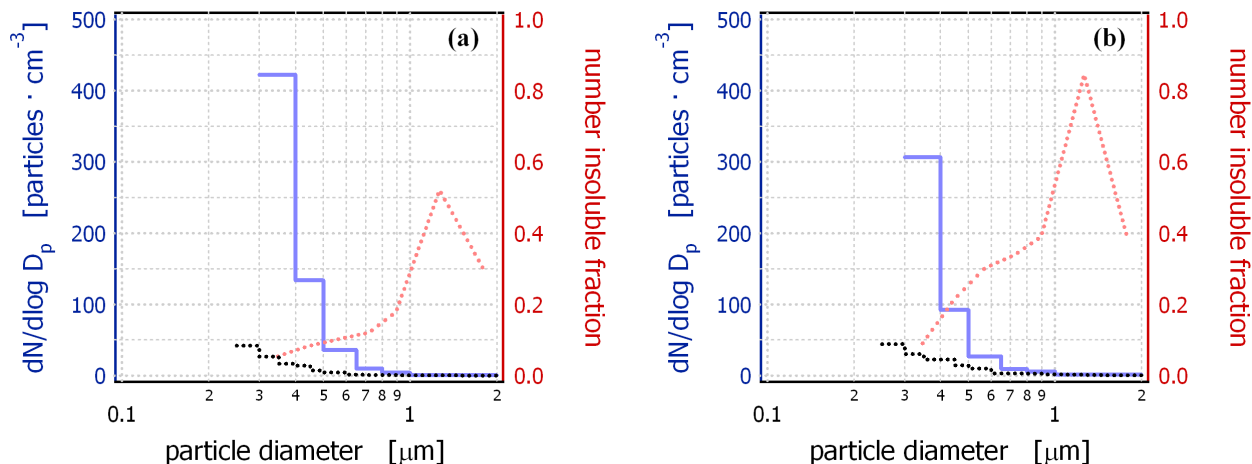 (a)
dN/dlog Dp [particles · cm-3]
500
400
300
200
100
0
1.0
0.8
0.6
0.4
0.2
0.0
number insoluble fraction
2 3 4 5 6 7 8 9 2
0.1 1
particle diameter [μm]
(b)
dN/dlog Dp [particles · cm-3]
500
400
300
200
100
0
1.0
0.8
0.6
0.4
0.2
0.0
number insoluble fraction
2 3 4 5 6 7 8 9 2
0.1 1
particle diameter [μm]